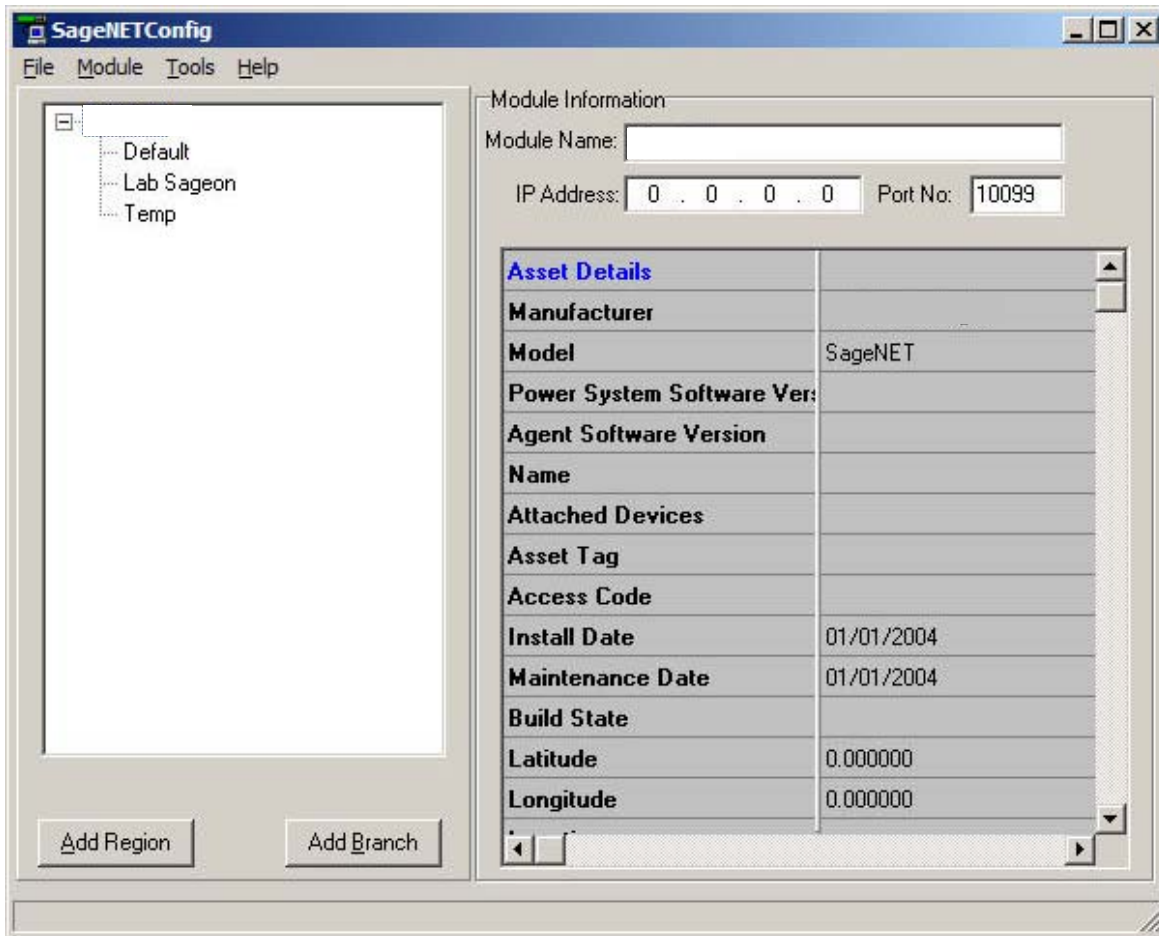 SageNETConfig
File Module Tools Help
Default
Lab Sageon
Temp
Add Region
Add Branch
Module Information
Module Name:
IP Address: 0 . 0 . 0 . 0 Port No: 10099
Asset Details
Manufacturer
Model SageNET
Power System Software Vers
Agent Software Version
Name
Attached Devices
Asset Tag
Access Code
Install Date 01/01/2004
Maintenance Date 01/01/2004
Build State
Latitude 0.000000
Longitude 0.000000